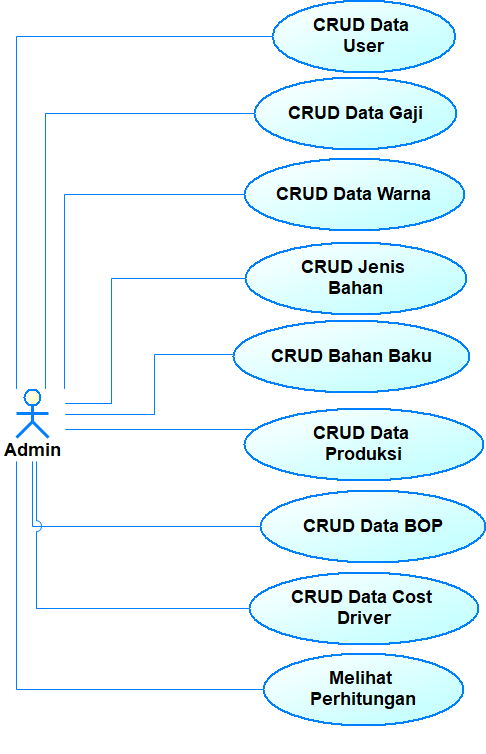 CRUD Data
User
CRUD Data Gaji
CRUD Data Warna
CRUD Jenis
Bahan
CRUD Bahan Baku
Admin
CRUD Data
Produksi
CRUD Data BOP
CRUD Data Cost
Driver
Melihat
Perhitungan